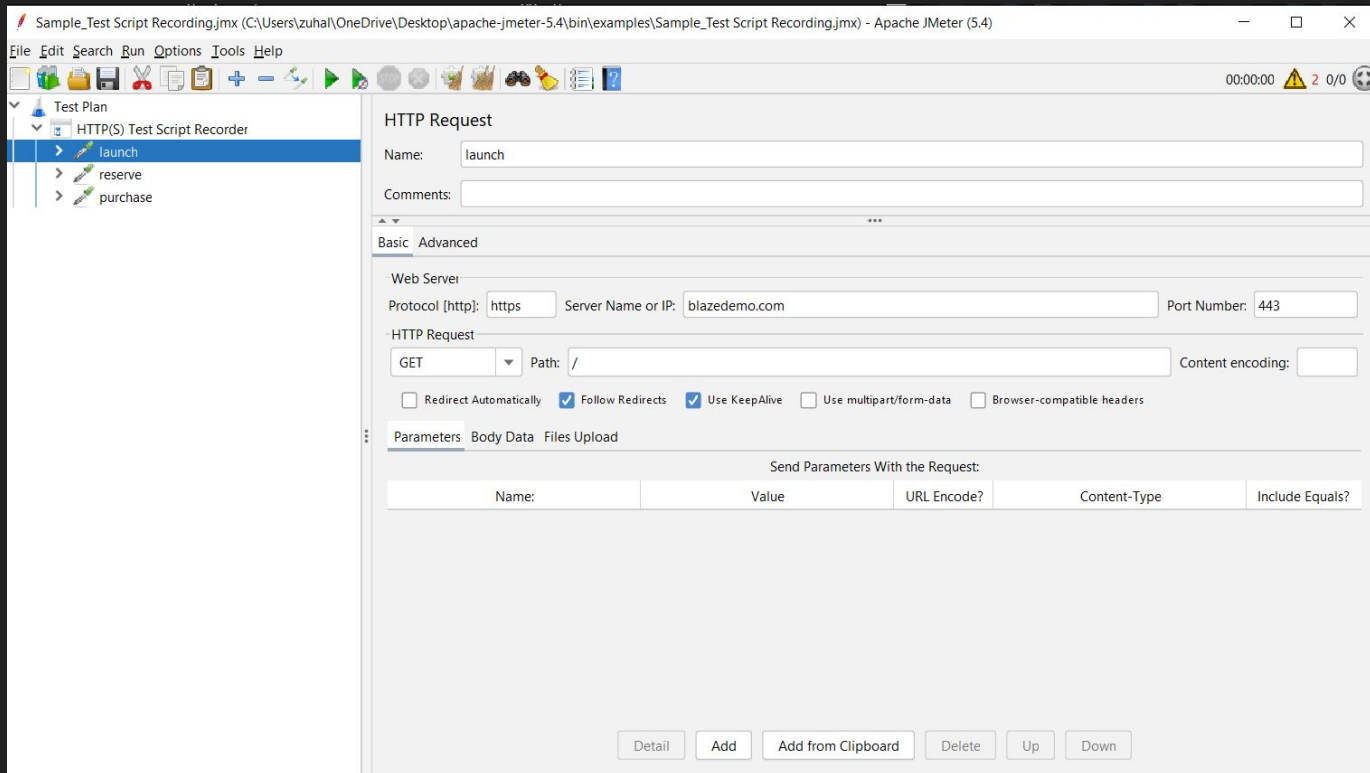 Sample_Test Script Recording.jmx (C:\Users\zuhal\OneDrive\Desktop\apache-jmeter-5.4\bin\examples\Sample_Test Script Recording.jmx) - Apache JMeter (5.4)
File Edit Search Run Options Tools Help
00:00:00 2 0/0
Test Plan
HTTP(S) Test Script Recorder
launch
reserve
purchase
HTTP Request
Name: launch
Comments:
Basic Advanced
Web Server
Protocol [http]: https Server Name or IP: blazedemo.com Port Number: 443
HTTP Request
GET Path: / Content encoding:
Redirect Automatically Follow Redirects Use KeepAlive Use multipart/form-data Browser-compatible headers
Parameters Body Data Files Upload
Send Parameters With the Request:
Name: Value URL Encode? Content-Type Include Equals?
Detail Add Add from Clipboard Delete Up Down